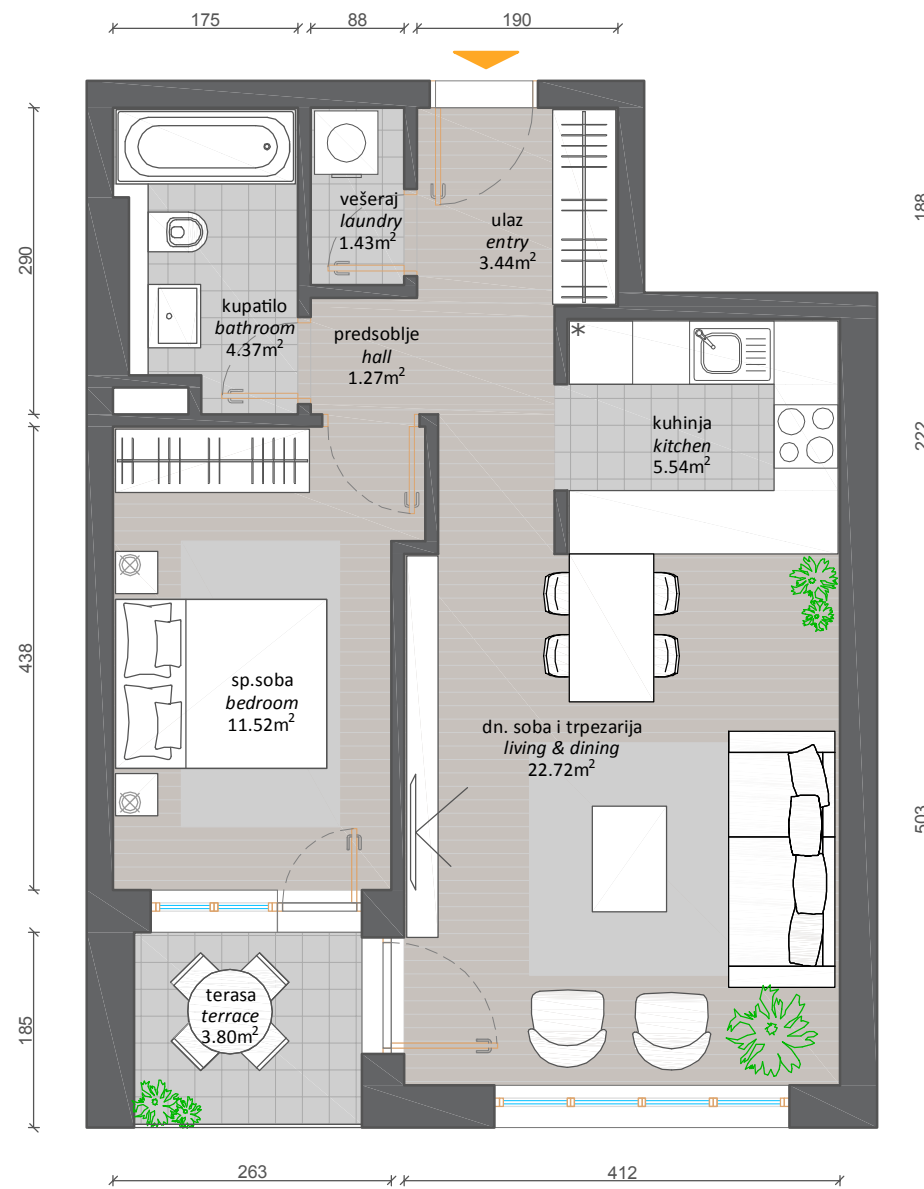 175
88
190
290
188
vešeraj
laundry
1.43m²
ulaz
entry
3.44m²
kupatilo
bathroom
4.37m²
predsoblje
hall
1.27m²
*
kuhinja
kitchen
5.54m²
222
438
sp.soba
bedroom
11.52m²
dn. soba i trpezarija
living & dining
22.72m²
503
185
terasa
terrace
3.80m²
263
412